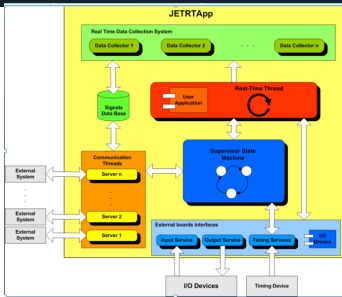 JETRTApp
Real Time Data Collection System
Data Collector 1
Data Collector 2
. . .
Data Collector n
Real-Time Thread
User
Application
Signals
Data Base
Communication
Threads
Supervisor State
Machine
External
System
Server n
.
.
.
External
System
Server 2
External
System
Server 1
External boards interfaces
Input Service
Output Service
Timing Services
I/O
Drivers
I/O Devices
Timing Device